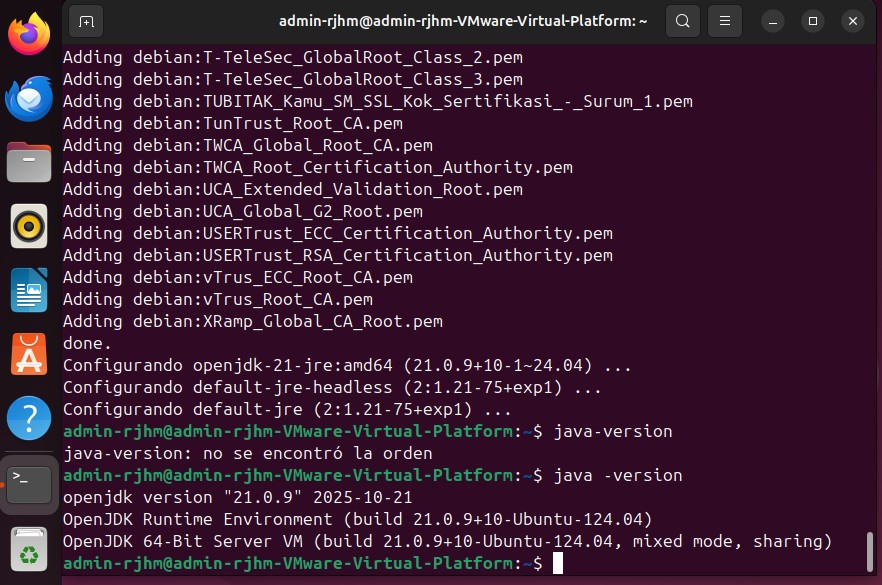 admin-rjhm@admin-rjhm-VMware-Virtual-Platform: ~
Adding debian:T-TeleSec_GlobalRoot_Class_2.pem
Adding debian:T-TeleSec_GlobalRoot_Class_3.pem
Adding debian:TUBITAK_Kamu_SM_SSL_Kok_Sertifikasi_-_Surum_1.pem
Adding debian:TunTrust_Root_CA.pem
Adding debian:TWCA_Global_Root_CA.pem
Adding debian:TWCA_Root_Certification_Authority.pem
Adding debian:UCA_Extended_Validation_Root.pem
Adding debian:UCA_Global_G2_Root.pem
Adding debian:USERTrust_ECC_Certification_Authority.pem
Adding debian:USERTrust_RSA_Certification_Authority.pem
Adding debian:vTrus_ECC_Root_CA.pem
Adding debian:vTrus_Root_CA.pem
Adding debian:XRamp_Global_CA_Root.pem
done.
Configurando openjdk-21-jre:amd64 (21.0.9+10-1~24.04) ...
Configurando default-jre-headless (2:1.21-75+exp1) ...
Configurando default-jre (2:1.21-75+exp1) ...
admin-rjhm@admin-rjhm-VMware-Virtual-Platform:~$ java-version
java-version: no se encontró la orden
admin-rjhm@admin-rjhm-VMware-Virtual-Platform:~$ java -version
openjdk version "21.0.9" 2025-10-21
OpenJDK Runtime Environment (build 21.0.9+10-Ubuntu-124.04)
OpenJDK 64-Bit Server VM (build 21.0.9+10-Ubuntu-124.04, mixed mode, sharing)
admin-rjhm@admin-rjhm-VMware-Virtual-Platform:~$